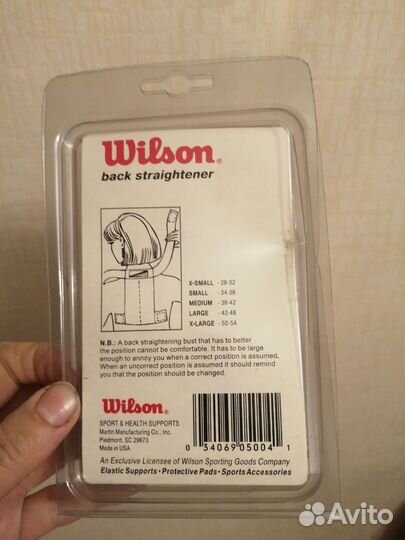 Wilson®
back straightener
X-SMALL - 28-32
SMALL - 34-38
MEDIUM - 38-42
LARGE - 42-48
X-LARGE - 50-54
N.B.: A back straightening bust that has to better
the position cannot be comfortable. It has to be large
enough to annoy you when a correct position is assumed.
When an uncorrect position is assumed it should remind
you that the position should be changed.
Wilson®
SPORT & HEALTH SUPPORTS
Martin Manufacturing Co., Inc.
Piedmont, SC 29673
Made in USA
0 34069 05004 1
An Exclusive Licensee of Wilson Sporting Goods Company
Elastic Supports • Protective Pads • Sports Accessories
Avito